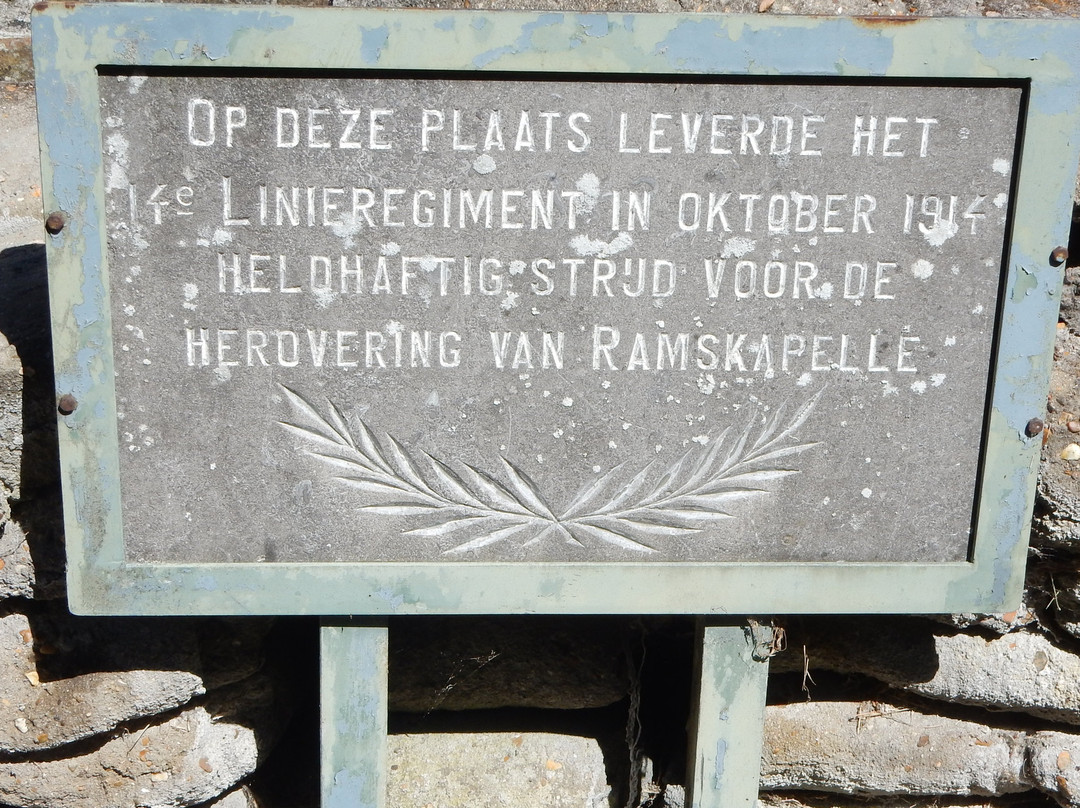 OP DEZE PLAATS LEVERDE HET
14e LINIEREGIMENT IN OKTOBER 1914
HELDHAFTIG STRIJD VOOR DE
HEROVERING VAN RAMSKAPELLE